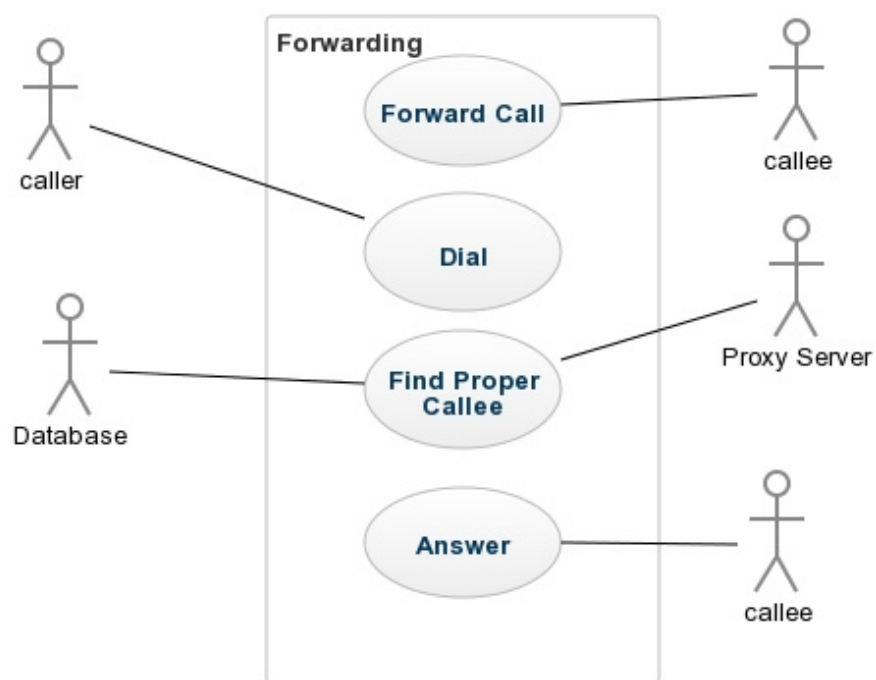 Forwarding
Forward Call
callee
caller
Dial
Proxy Server
Find Proper
Callee
Database
Answer
callee